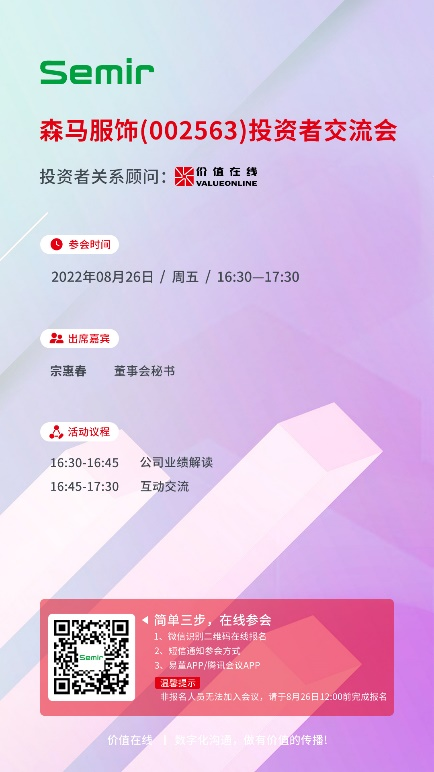 Semir
森马服饰(002563)投资者交流会
投资者关系顾问： 价值在线 VALUEONLINE
参会时间
2022年08月26日 / 周五 / 16:30—17:30
出席嘉宾
宗惠春 董事会秘书
活动议程
16:30-16:45 公司业绩解读
16:45-17:30 互动交流
简单三步，在线参会
1、微信识别二维码在线报名
2、短信通知参会方式
3、易董APP/腾讯会议APP
温馨提示
非报名人员无法加入会议，请于8月26日12:00前完成报名
Semir
价值在线 | 数字化沟通，做有价值的传播!